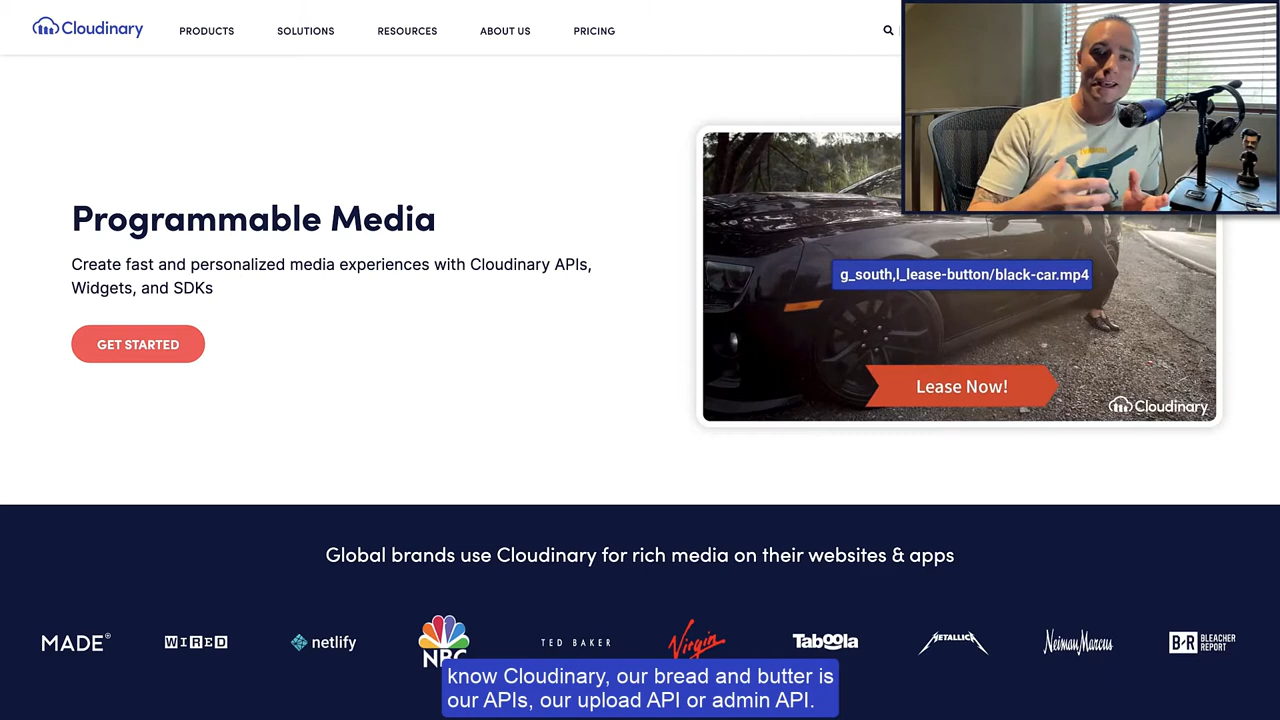 Cloudinary
PRODUCTS
SOLUTIONS
RESOURCES
ABOUT US
PRICING
Programmable Media
Create fast and personalized media experiences with Cloudinary APIs,
Widgets, and SDKs
GET STARTED
g_south,l_lease-button/black-car.mp4
Lease Now!
Cloudinary
Global brands use Cloudinary for rich media on their websites & apps
MADE
WIRED
netlify
NBC
TED BAKER
Virgin
Taboola
METALLICA
Neiman Marcus
B R BLEACHER
REPORT
know Cloudinary, our bread and butter is
our APIs, our upload API or admin API.